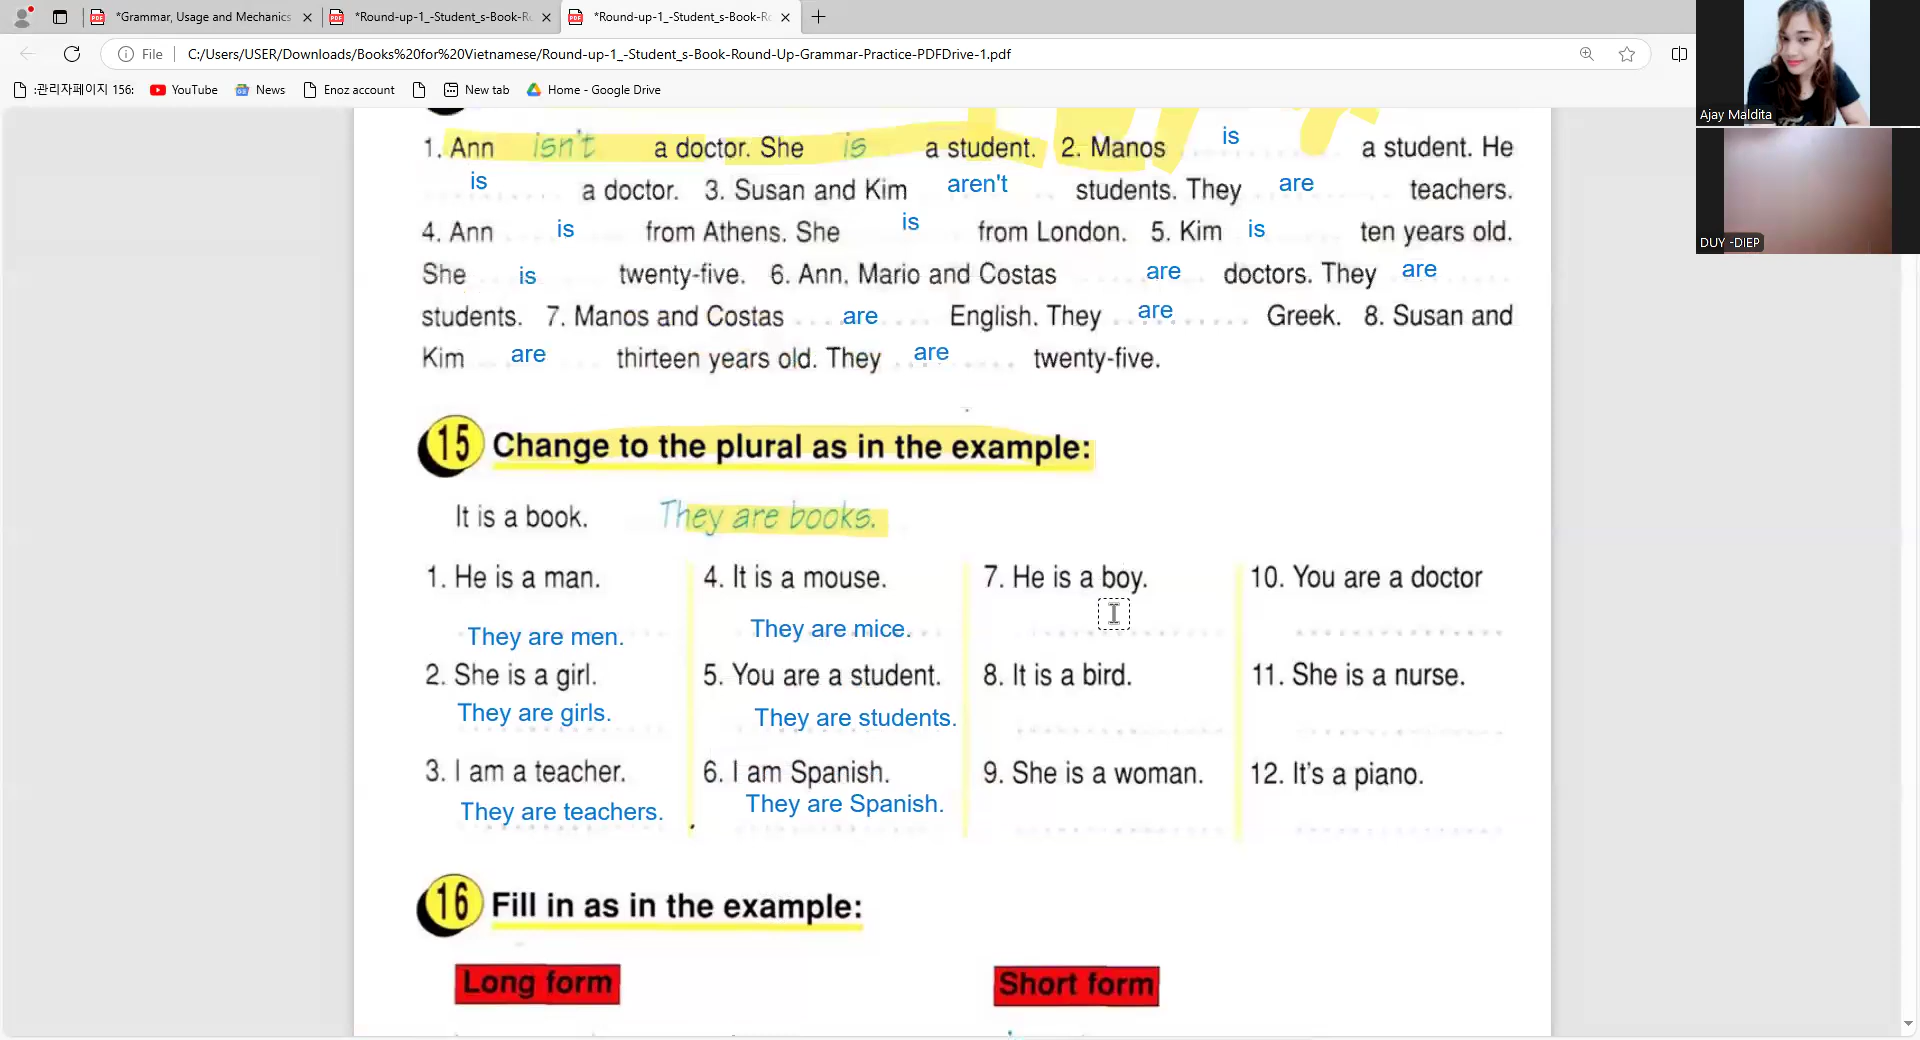 *Grammar, Usage and Mechanics
*Round-up-1_-Student_s-Book-R
*Round-up-1_-Student_s-Book-R
File C:/Users/USER/Downloads/Books%20for%20Vietnamese/Round-up-1_-Student_s-Book-Round-Up-Grammar-Practice-PDFDrive-1.pdf
:관리자페이지 156: YouTube News Enoz account New tab Home - Google Drive
Ajay Maldita
DUY -DIEP
1. Ann isn't a doctor. She is a student. 2. Manos is a student. He
is a doctor. 3. Susan and Kim aren't students. They are teachers.
4. Ann is from Athens. She is from London. 5. Kim is ten years old.
She is twenty-five. 6. Ann, Mario and Costas are doctors. They are
students. 7. Manos and Costas are English. They are Greek. 8. Susan and
Kim are thirteen years old. They are twenty-five.
15 Change to the plural as in the example:
It is a book. They are books.
1. He is a man. 4. It is a mouse. 7. He is a boy. 10. You are a doctor
They are men. They are mice.
2. She is a girl. 5. You are a student. 8. It is a bird. 11. She is a nurse.
They are girls. They are students.
3. I am a teacher. 6. I am Spanish. 9. She is a woman. 12. It's a piano.
They are teachers. They are Spanish.
16 Fill in as in the example:
Long form Short form